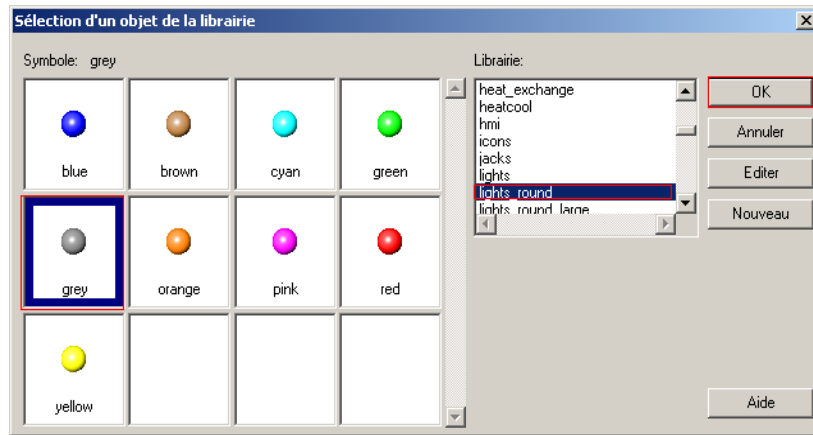 Sélection d'un objet de la librairie
Symbole: grey
Librairie:
blue
brown
cyan
green
grey
orange
pink
red
yellow
heat_exchange
heatcool
hmi
icons
jacks
lights
lights_round
lights_round_large
OK
Annuler
Editer
Nouveau
Aide